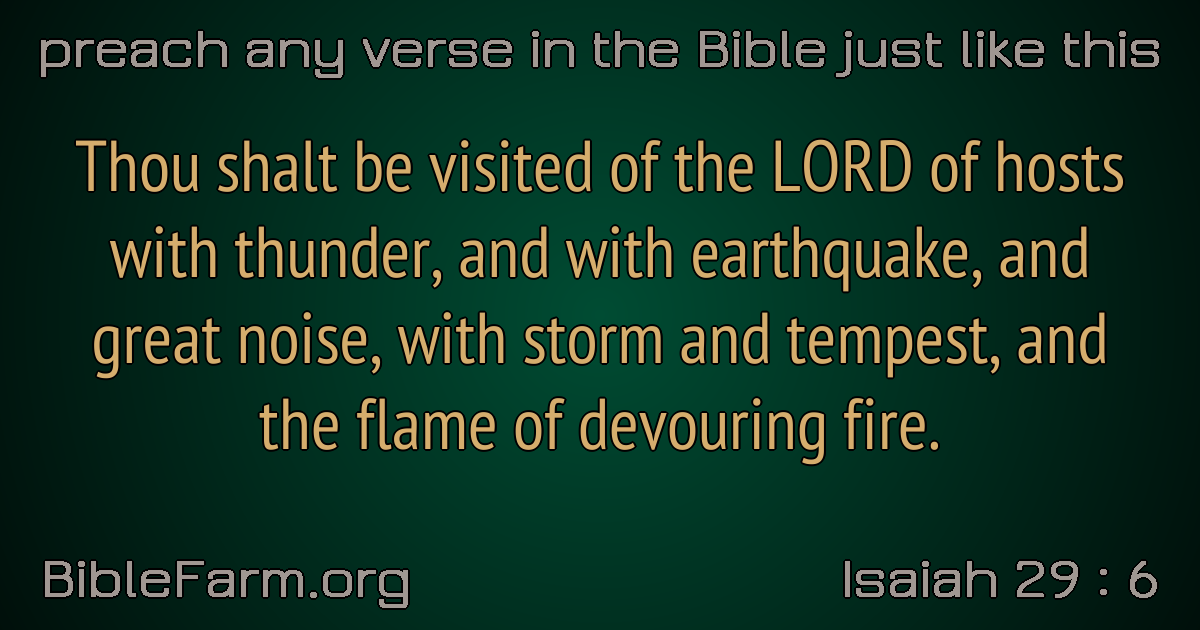 preach any verse in the Bible just like this
Thou shalt be visited of the LORD of hosts
with thunder, and with earthquake, and
great noise, with storm and tempest, and
the flame of devouring fire.
BibleFarm.org
Isaiah 29 : 6